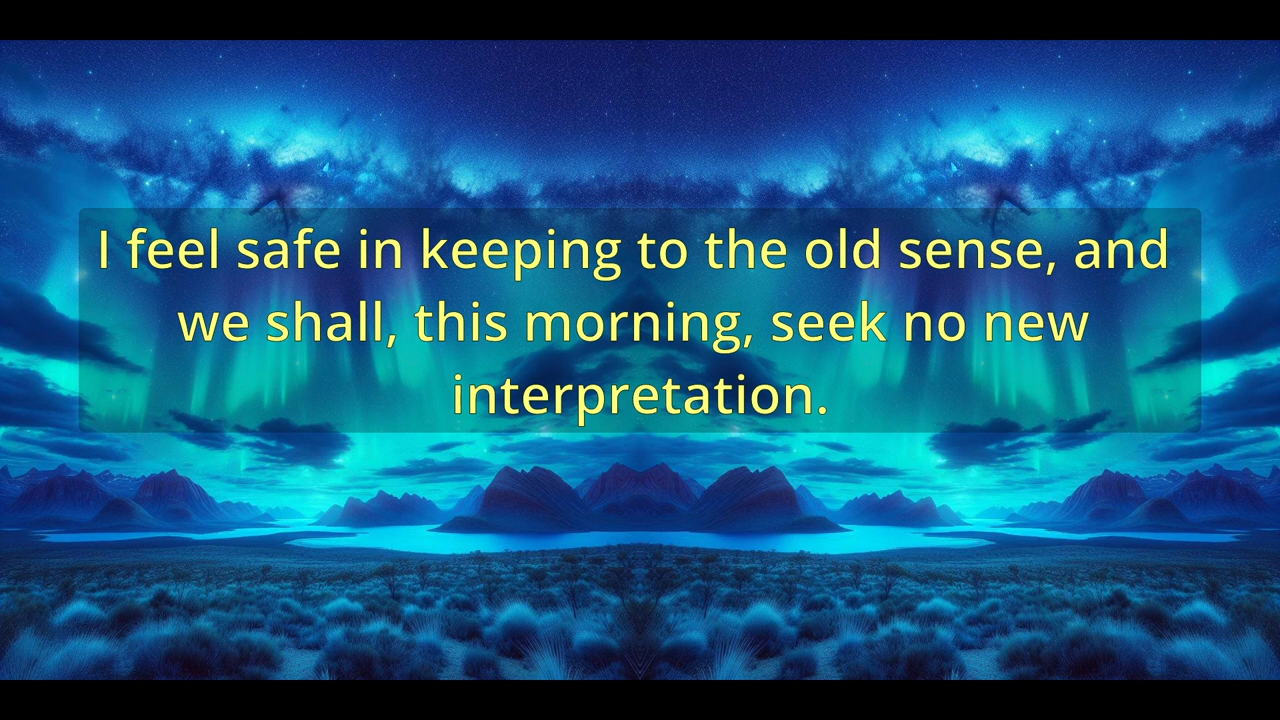 I feel safe in keeping to the old sense, and
we shall, this morning, seek no new
interpretation.